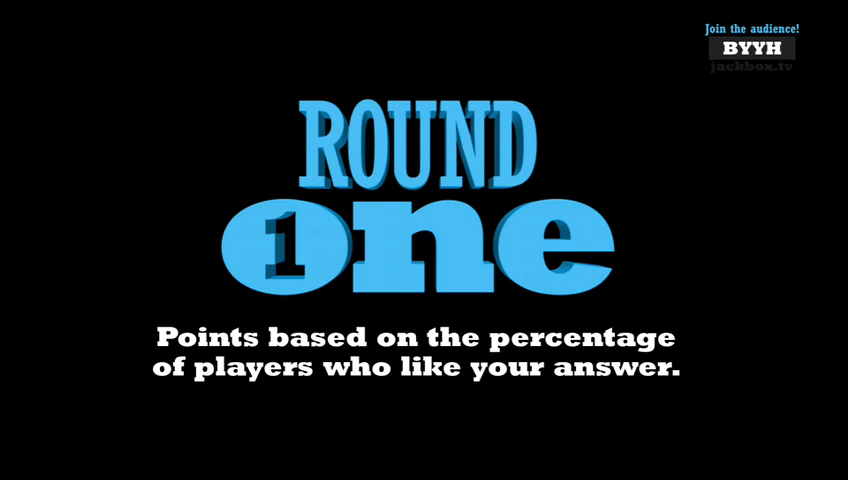 Join the audience!
BYYH
jackbox.tv
ROUND
One
1
Points based on the percentage
of players who like your answer.